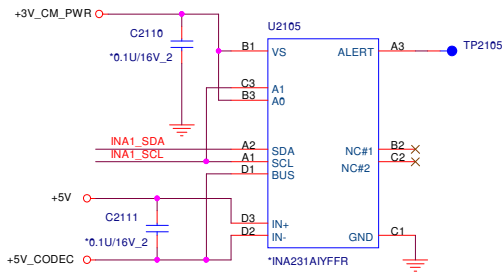 +3V_CM_PWR
C2110
*0.1U/16V_2
U2105
B1 VS ALERT A3 TP2105
C3 A1
B3 A0
INA1_SDA A2 SDA NC#1 B2
INA1_SCL A1 SCL NC#2 C2
D1 BUS
+5V
C2111
*0.1U/16V_2
D3 IN+
D2 IN- GND C1
+5V_CODEC
*INA231AIYFFR